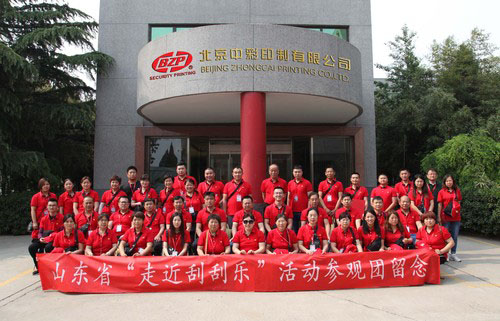 BZP
SECURITY PRINTING
北京中彩印制有限公司
BEIJING ZHONGCAI PRINTING CO.,LTD.
山东省“走近刮刮乐”活动参观团留念